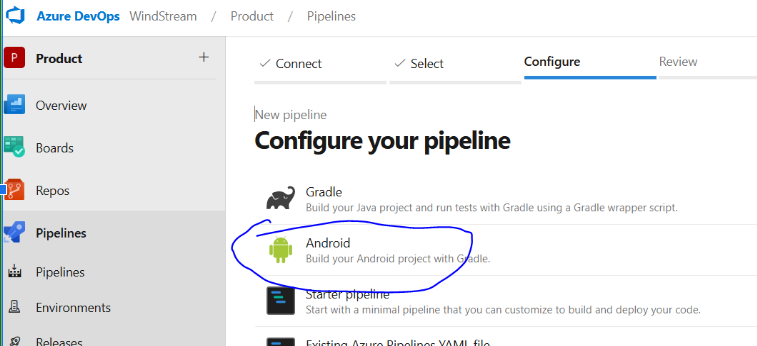 Azure DevOps WindStream / Product / Pipelines
P Product +
Connect Select Configure Review
Overview
Boards
Repos
Pipelines
Pipelines
Environments
Releases
New pipeline
Configure your pipeline
Gradle
Build your Java project and run tests with Gradle using a Gradle wrapper script.
Android
Build your Android project with Gradle.
Starter pipeline
Start with a minimal pipeline that you can customize to build and deploy your code.
Existing Azure Pipelines YAML file